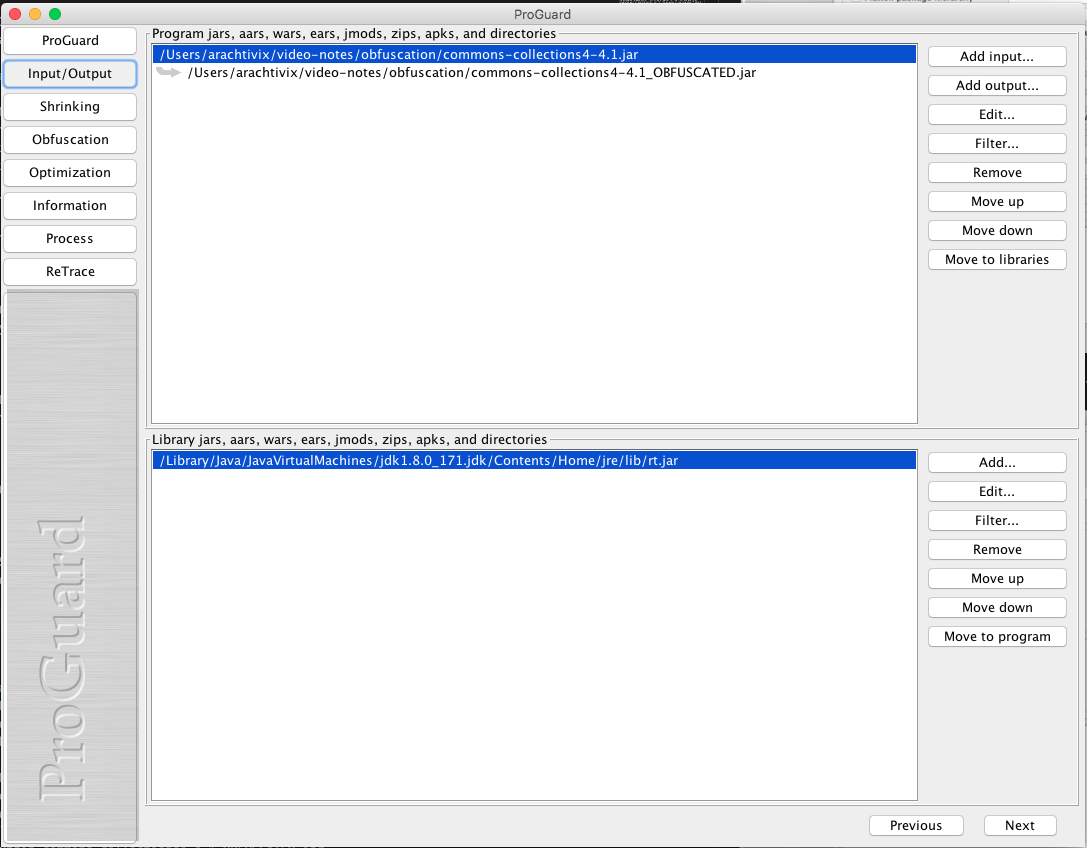 ProGuard
ProGuard
Input/Output
Shrinking
Obfuscation
Optimization
Information
Process
ReTrace
ProGuard
Program jars, aars, wars, ears, jmods, zips, apks, and directories
/Users/arachtivix/video-notes/obfuscation/commons-collections4-4.1.jar
/Users/arachtivix/video-notes/obfuscation/commons-collections4-4.1_OBFUSCATED.jar
Add input...
Add output...
Edit...
Filter...
Remove
Move up
Move down
Move to libraries
Library jars, aars, wars, ears, jmods, zips, apks, and directories
/Library/Java/JavaVirtualMachines/jdk1.8.0_171.jdk/Contents/Home/jre/lib/rt.jar
Add...
Edit...
Filter...
Remove
Move up
Move down
Move to program
Previous
Next